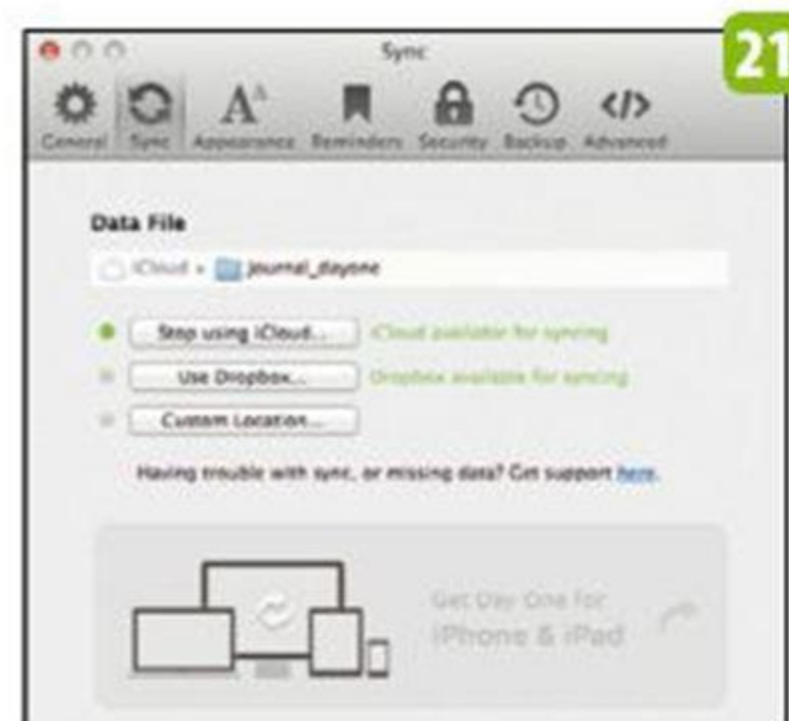 21
Sync
General Sync Appearance Reminders Security Backup Advanced
Data File
iCloud ▸ Journal_dayone
Stop using iCloud... iCloud available for syncing
Use Dropbox... Dropbox available for syncing
Custom Location...
Having trouble with sync, or missing data? Get support here.
Get Day One for
iPhone & iPad